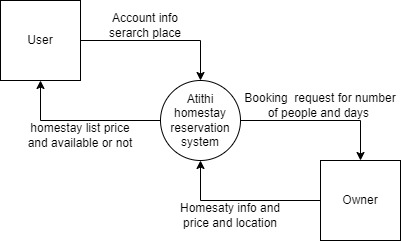 Account info
serarch place
User
Atithi
homestay
reservation
system
Booking  request for number
of people and days
homestay list price
and available or not
Homesaty info and
price and location
Owner